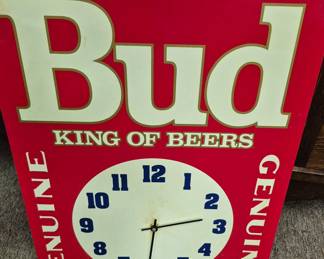 Bud
KING OF BEERS
GENUINE
GENUINE
11 12 1
10 2
9 3
8 4